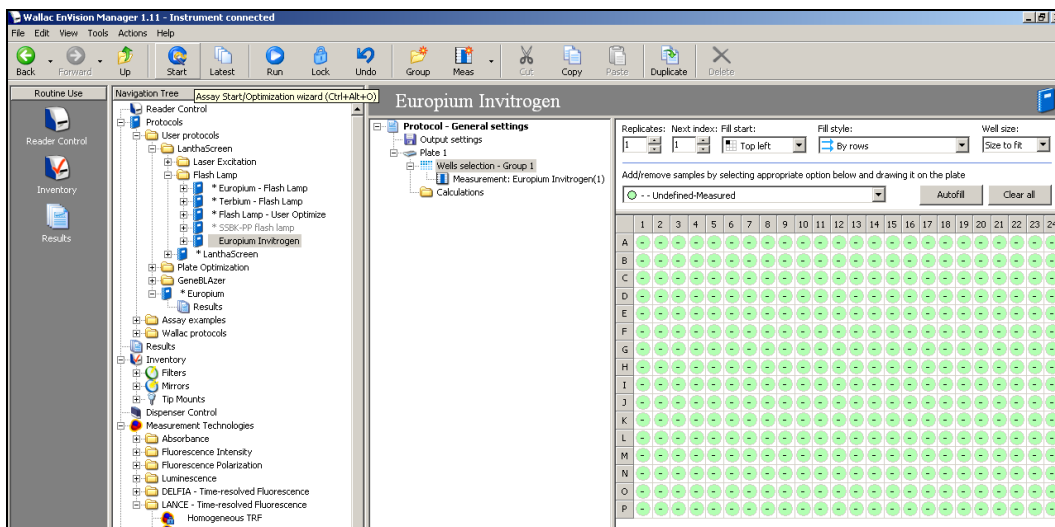 Wallac EnVision Manager 1.11 - Instrument connected
File Edit View Tools Actions Help
Back Forward Up Start Latest Run Lock Undo Group Meas Cut Copy Paste Duplicate Delete
Routine Use
Reader Control
Inventory
Results
Navigation Tree
Assay Start/Optimization wizard (Ctrl+Alt+O)
Reader Control
Protocols
User protocols
LanthaScreen
Laser Excitation
Flash Lamp
* Europium - Flash Lamp
* Terbium - Flash Lamp
* Flash Lamp - User Optimize
* SSBK-PP flash lamp
Europium Invitrogen
* LanthaScreen
Plate Optimization
GeneBLAzer
* Europium
Results
Assay examples
Wallac protocols
Results
Inventory
Filters
Mirrors
Tip Mounts
Dispenser Control
Measurement Technologies
Absorbance
Fluorescence Intensity
Fluorescence Polarization
Luminescence
DELFIA - Time-resolved Fluorescence
LANCE - Time-resolved Fluorescence
Homogeneous TRF
Europium Invitrogen
Protocol - General settings
Output settings
Plate 1
Wells selection - Group 1
Measurement: Europium Invitrogen(1)
Calculations
Replicates: Next index: Fill start: Fill style: Well size:
1 1 Top left By rows Size to fit
Add/remove samples by selecting appropriate option below and drawing it on the plate
- - Undefined-Measured Autofill Clear all
1 2 3 4 5 6 7 8 9 10 11 12 13 14 15 16 17 18 19 20 21 22 23 24
A - - - - - - - - - - - - - - - - - - - - - - - -
B - - - - - - - - - - - - - - - - - - - - - - - -
C - - - - - - - - - - - - - - - - - - - - - - - -
D - - - - - - - - - - - - - - - - - - - - - - - -
E - - - - - - - - - - - - - - - - - - - - - - - -
F - - - - - - - - - - - - - - - - - - - - - - - -
G - - - - - - - - - - - - - - - - - - - - - - - -
H - - - - - - - - - - - - - - - - - - - - - - - -
I - - - - - - - - - - - - - - - - - - - - - - - -
J - - - - - - - - - - - - - - - - - - - - - - - -
K - - - - - - - - - - - - - - - - - - - - - - - -
L - - - - - - - - - - - - - - - - - - - - - - - -
M - - - - - - - - - - - - - - - - - - - - - - - -
N - - - - - - - - - - - - - - - - - - - - - - - -
O - - - - - - - - - - - - - - - - - - - - - - - -
P - - - - - - - - - - - - - - - - - - - - - - - -